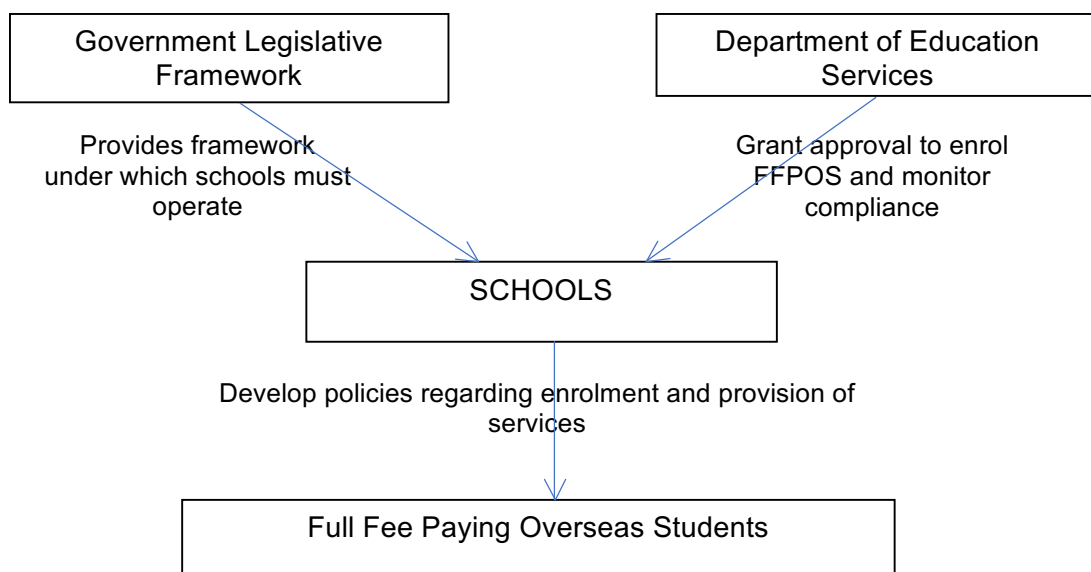 Government Legislative
Framework
Department of Education
Services
Provides framework
under which schools must
operate
Grant approval to enrol
FFPOS and monitor
compliance
SCHOOLS
Develop policies regarding enrolment and provision of
services
Full Fee Paying Overseas Students